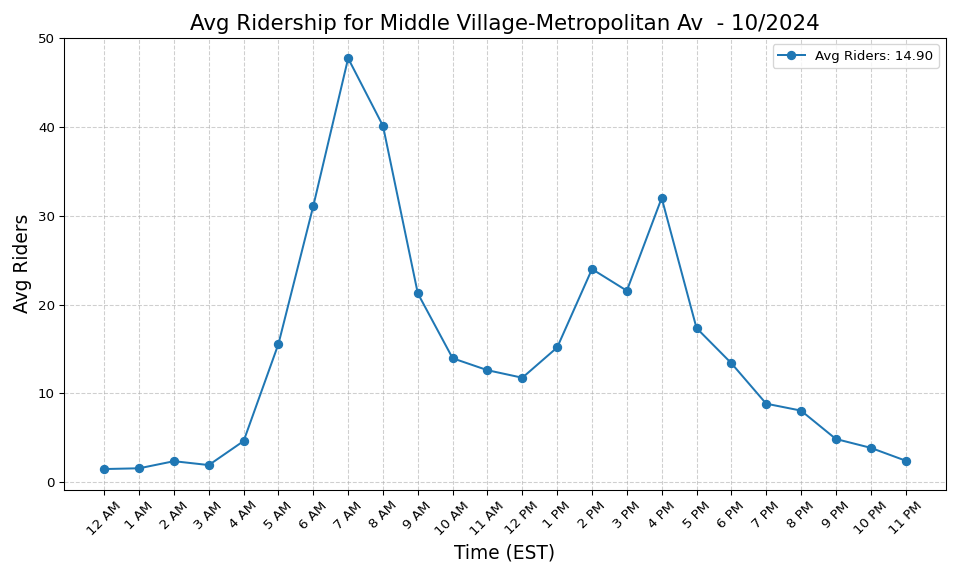 Avg Ridership for Middle Village-Metropolitan Av  - 10/2024
Avg Riders: 14.90
Avg Riders
50
40
30
20
10
0
12 AM
1 AM
2 AM
3 AM
4 AM
5 AM
6 AM
7 AM
8 AM
9 AM
10 AM
11 AM
12 PM
1 PM
2 PM
3 PM
4 PM
5 PM
6 PM
7 PM
8 PM
9 PM
10 PM
11 PM
Time (EST)